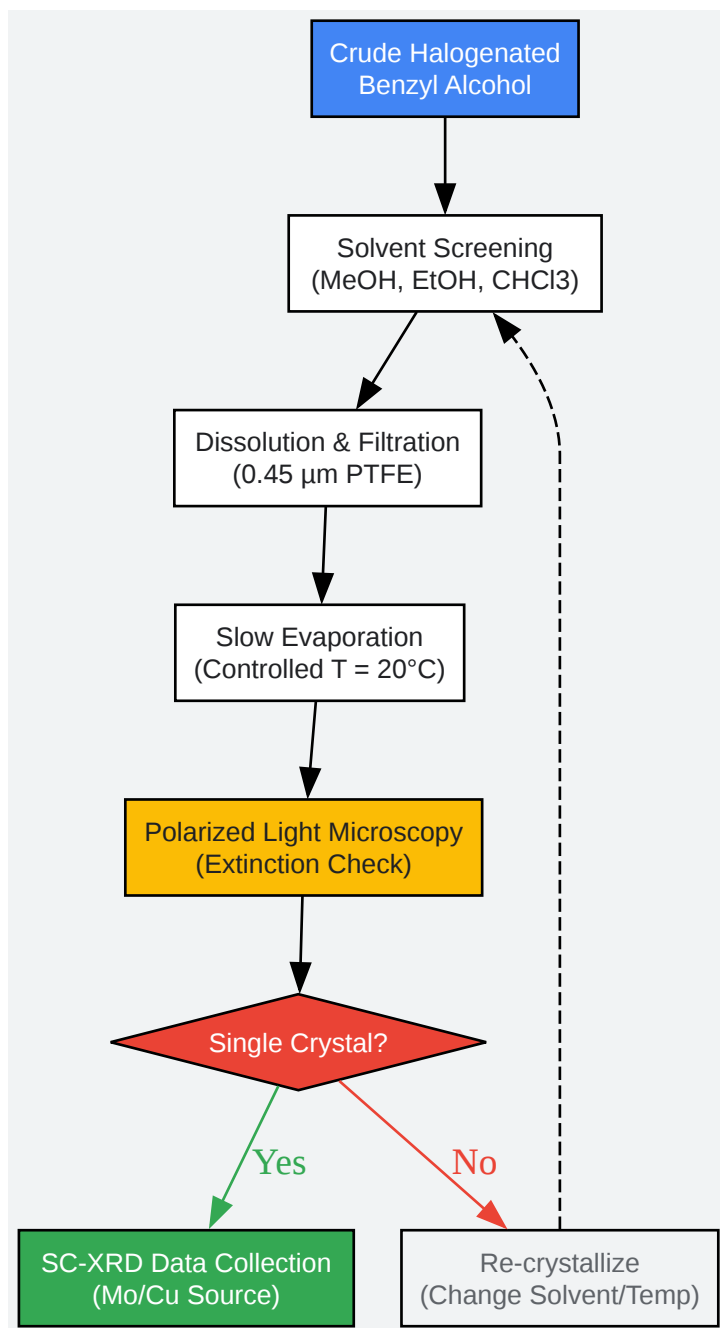 Crude Halogenated
Benzyl Alcohol
Solvent Screening
(MeOH, EtOH, CHCl3)
Dissolution & Filtration
(0.45 µm PTFE)
Slow Evaporation
(Controlled T = 20°C)
Polarized Light Microscopy
(Extinction Check)
Single Crystal?
Yes
No
SC-XRD Data Collection
(Mo/Cu Source)
Re-crystallize
(Change Solvent/Temp)